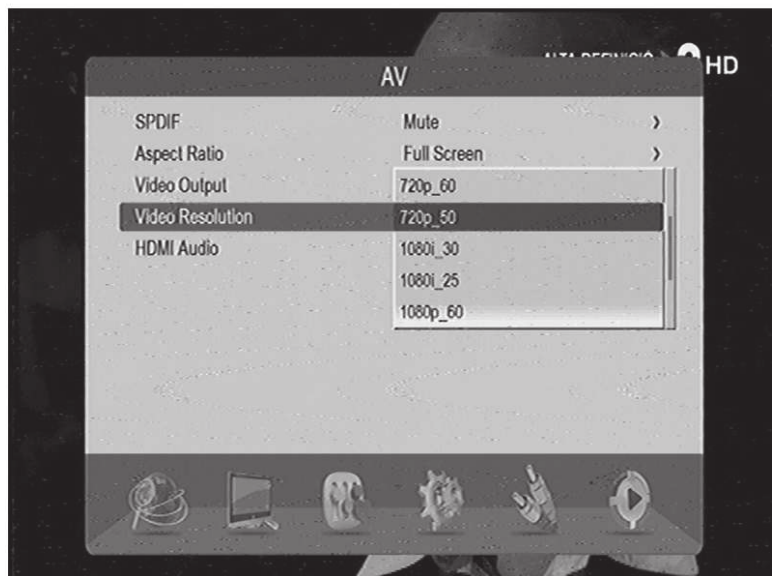 HD
AV
SPDIF Mute
Aspect Ratio Full Screen
Video Output 720p_60
Video Resolution 720p_50
HDMI Audio 1080i_30
1080i_25
1080p_60